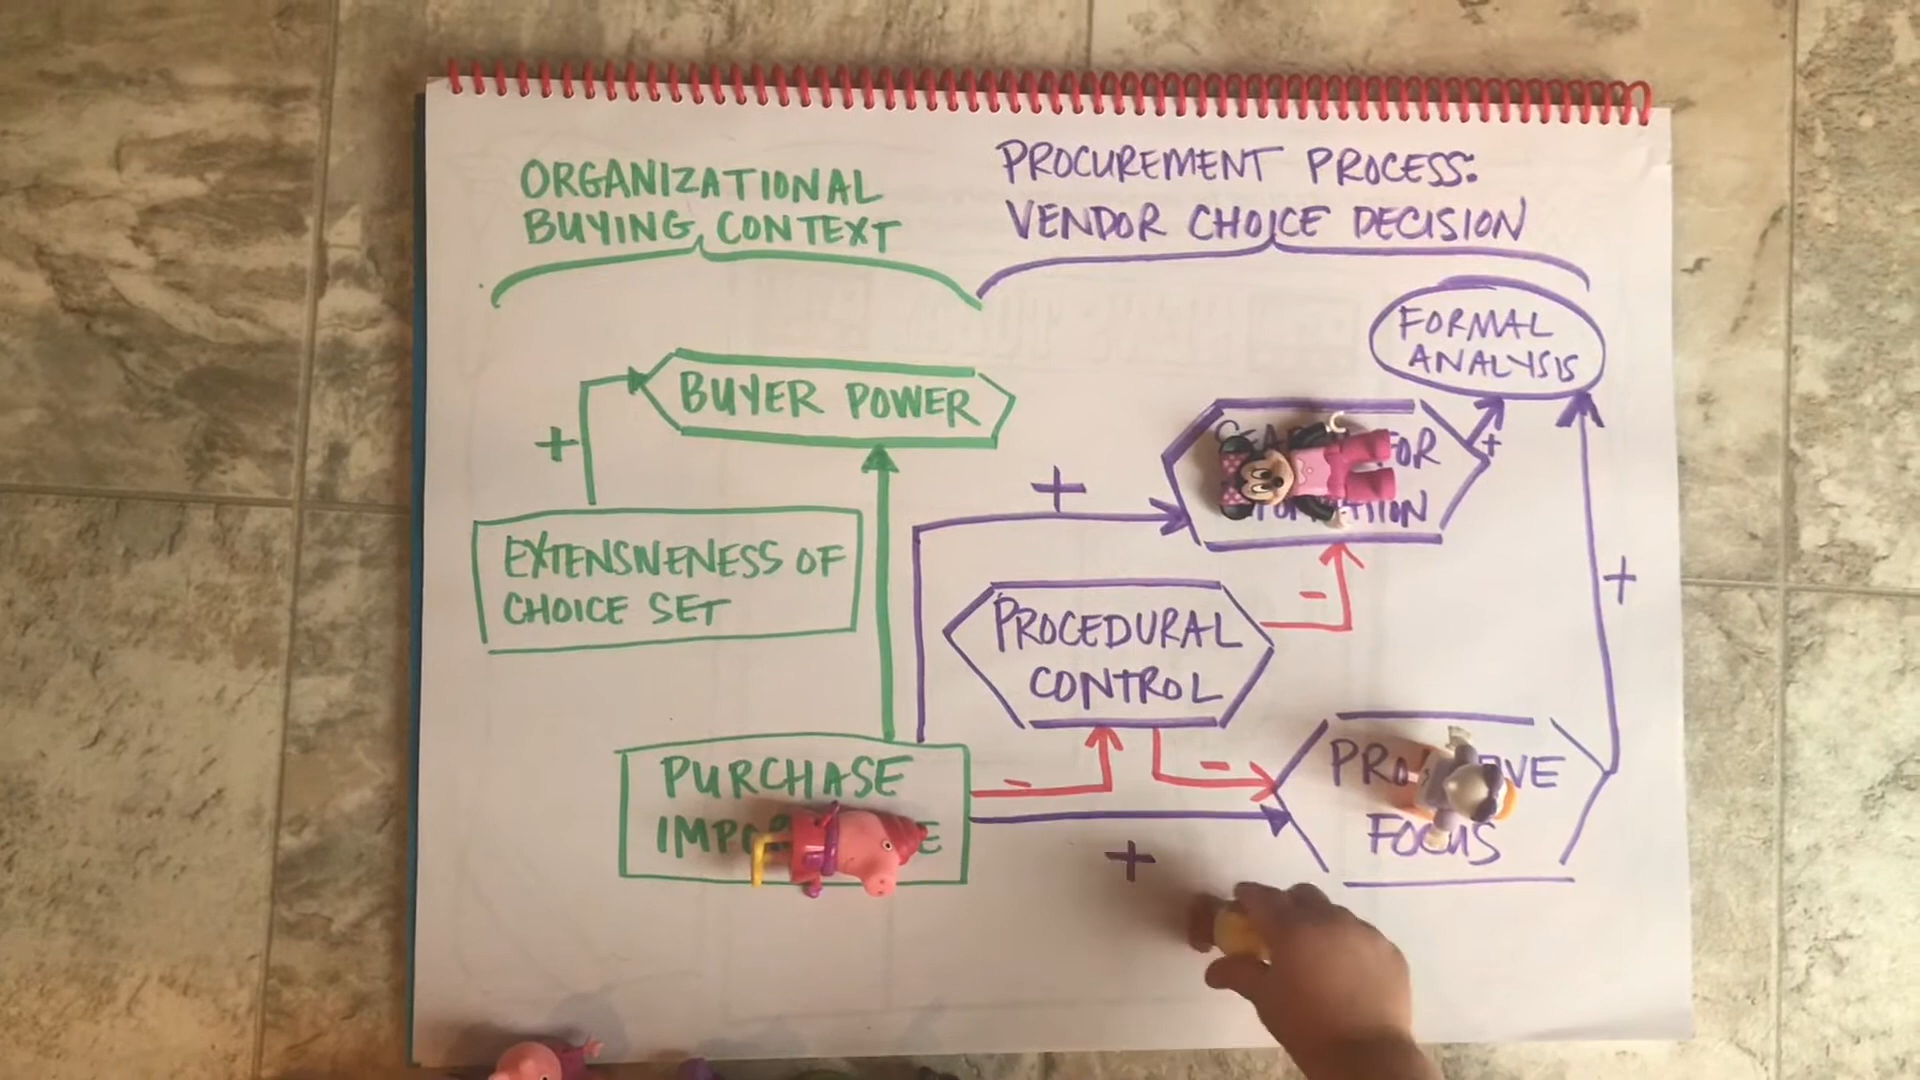 ORGANIZATIONAL
BUYING CONTEXT
PROCUREMENT PROCESS:
VENDOR CHOICE DECISION
FORMAL
ANALYSIS
BUYER POWER
+
+
FOR
+
EXTENSIVENESS OF
CHOICE SET
PROCEDURAL
CONTROL
-
+
PURCHASE
-
-
FOCUS
+